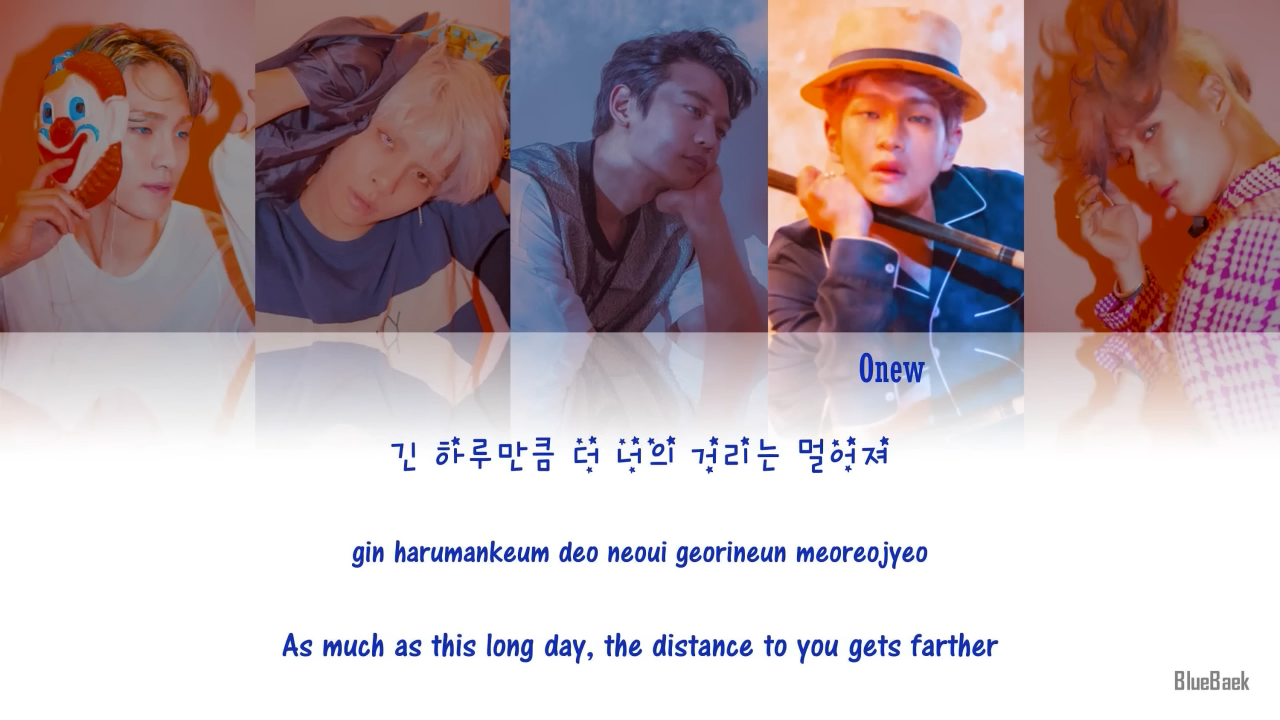 Onew
긴 하루만큼 더 너의 거리는 멀어져
gin harumankeum deo neoui georineun meoreojyeo
As much as this long day, the distance to you gets farther
BlueBaek